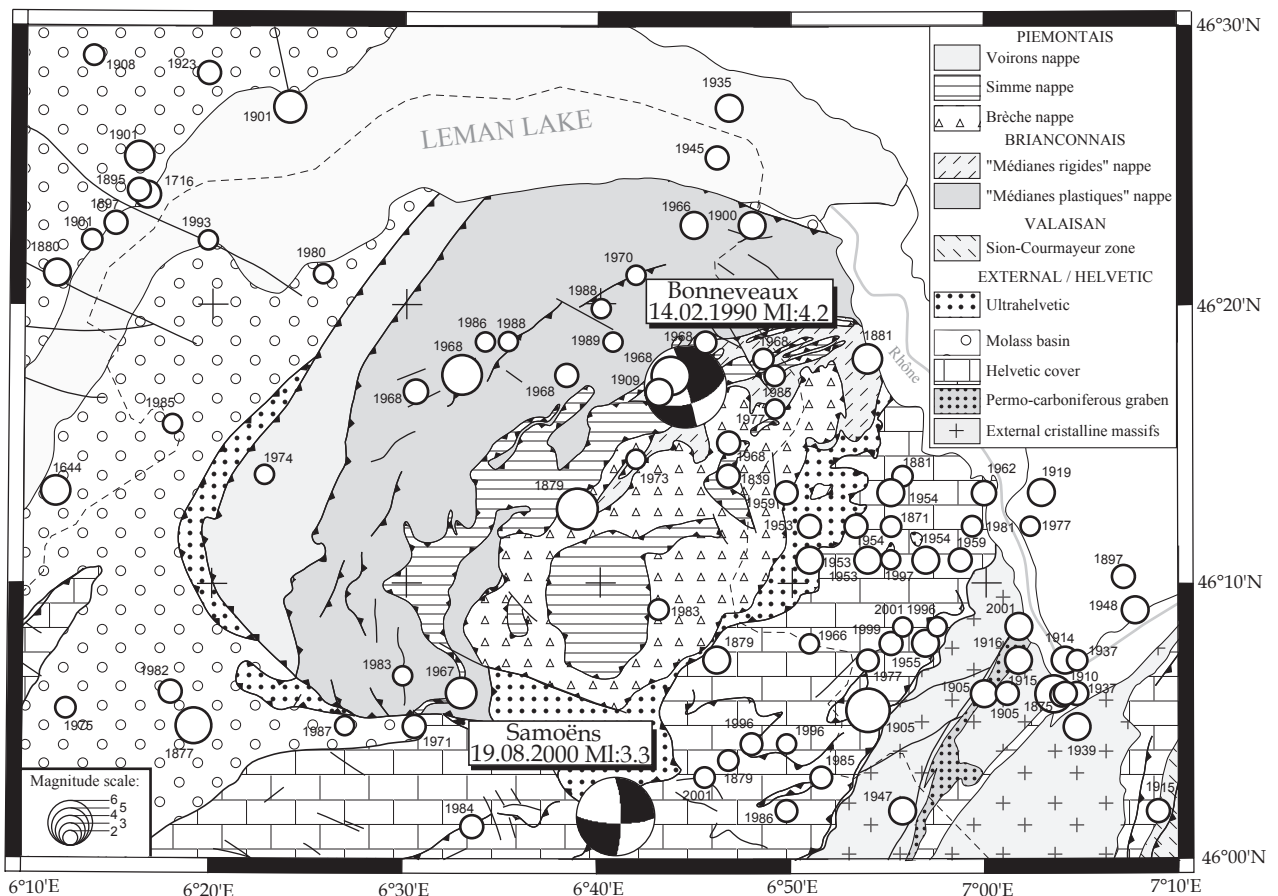 46°30'N
PIEMONTAIS
Voirons nappe
Simme nappe
Brèche nappe
BRIANCONNAIS
"Médianes rigides" nappe
"Médianes plastiques" nappe
VALAISAN
Sion-Courmayeur zone
EXTERNAL / HELVETIC
Ultrahelvetic
Molass basin
Helvetic cover
Permo-carboniferous graben
External cristalline massifs
1908
1923
1901
1935
LEMAN LAKE
1901
1945
1895
1716
1897
1901
1993
1966
1900
1880
1980
1970
Bonneveaux
14.02.1990 Ml:4.2
46°20'N
1988
1986
1988
1989
1968
1968
1881
1968
1968
Rhône
1968
1968
1909
1985
1985
1977
1974
1968
1973
1839
1881
1962
1919
1644
1879
1959
1954
1953
1871
1981
1977
1954
1954
1959
1953
1953
1997
1897
46°10'N
1983
1948
2001
1996
2001
1879
1966
1999
1916
1914
1937
1955
1983
1967
1977
1982
1905
1915
1910
1937
1905
1875
1975
1905
1939
1877
1987
1971
Samoëns
19.08.2000 Ml:3.3
1996
1996
1879
1985
2001
1947
1915
1986
1984
Magnitude scale:
6
5
4
3
2
46°00'N
6°10'E
6°20'E
6°30'E
6°40'E
6°50'E
7°00'E
7°10'E